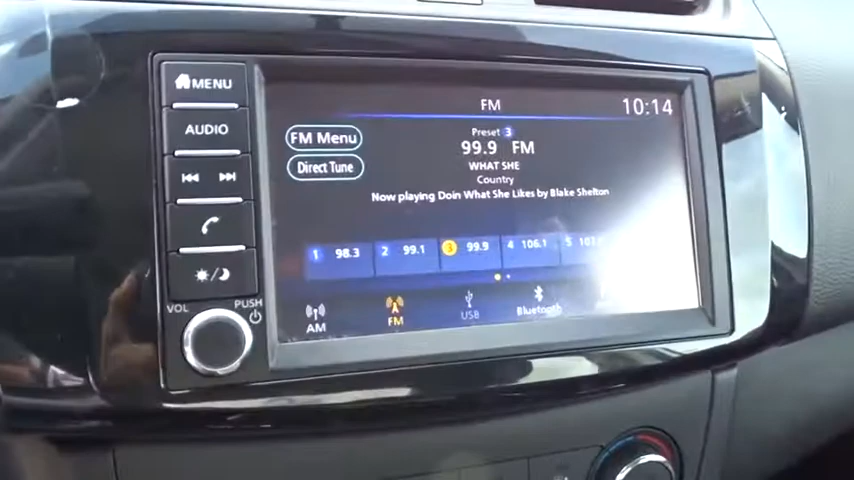 MENU
AUDIO
VOL
PUSH
FM
10:14
FM Menu
Direct Tune
Preset 3
99.9 FM
WHAT SHE
Country
Now playing Doin What She Likes by Blake Shelton
1 98.3
2 99.1
3 99.9
4 106.1
5
AM
FM
USB
Bluetooth